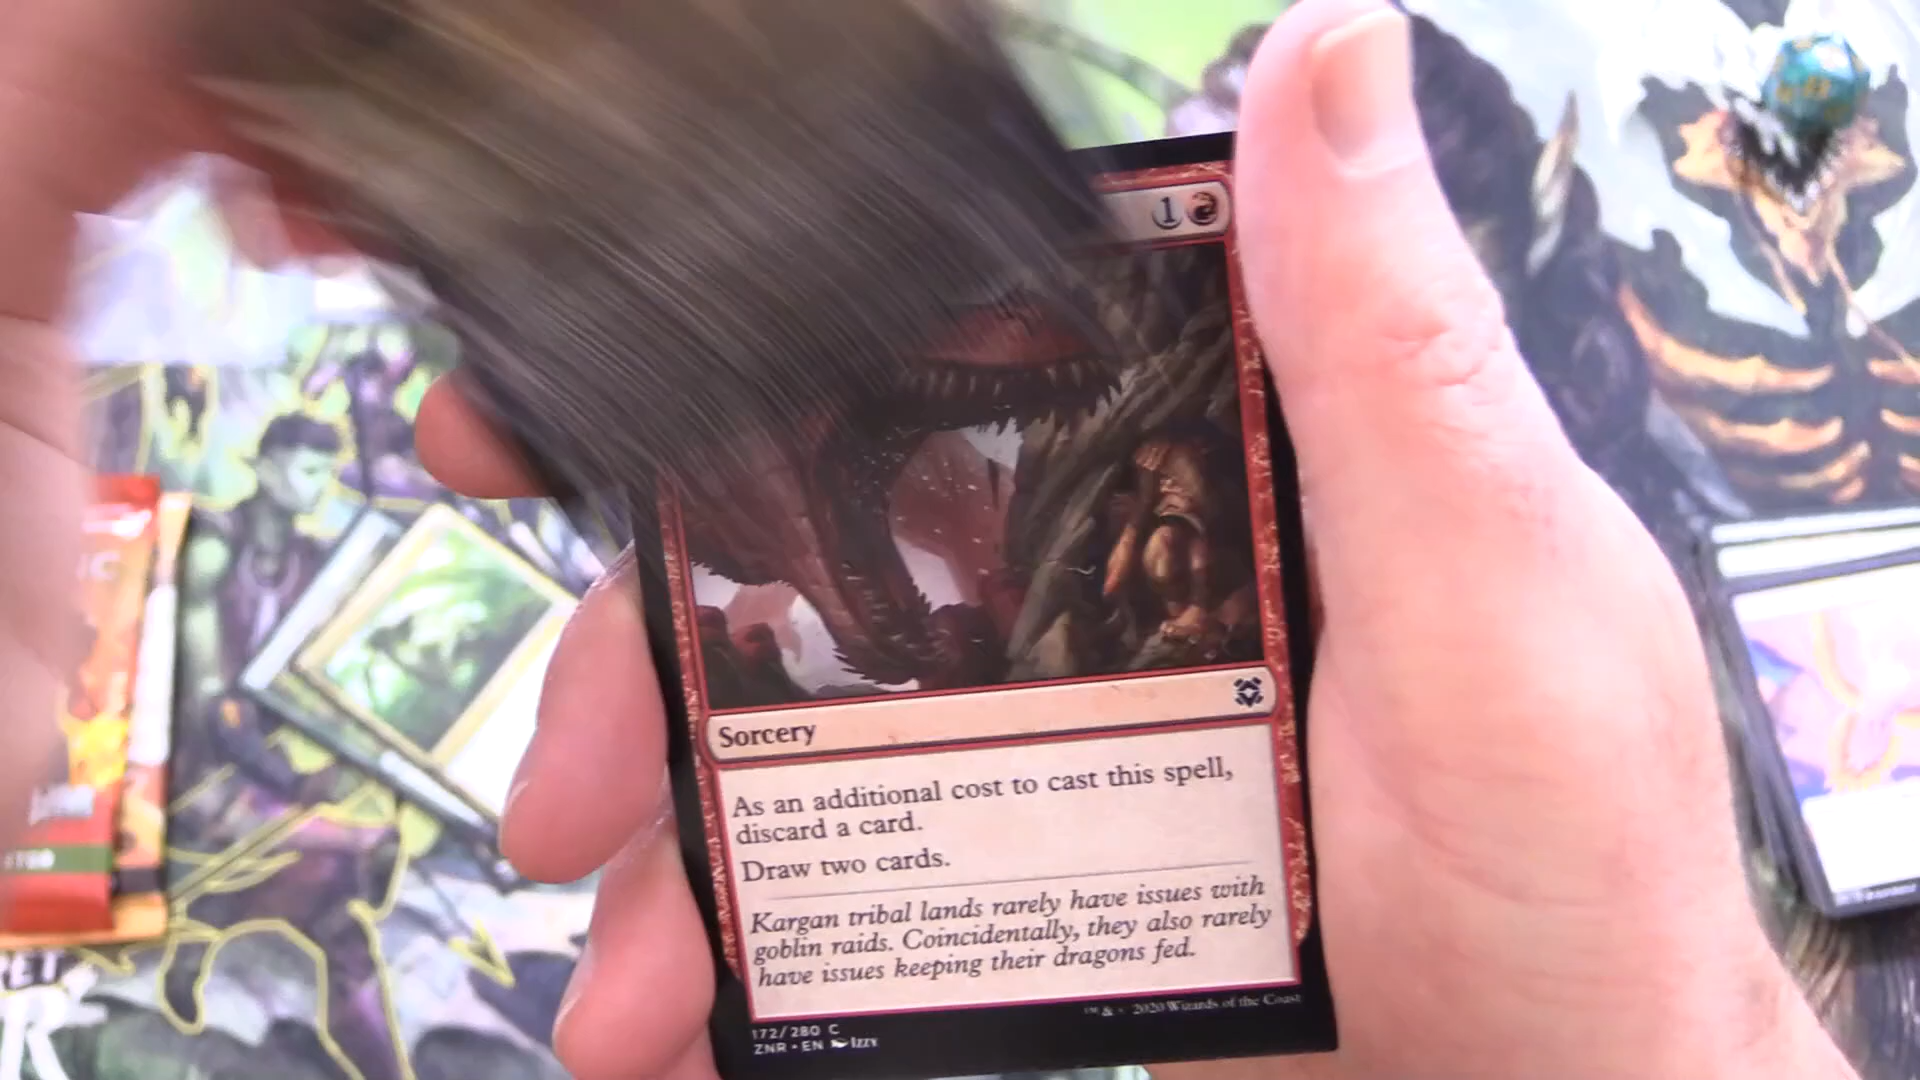 1
Sorcery
As an additional cost to cast this spell,
discard a card.
Draw two cards.
Kargan tribal lands rarely have issues with
goblin raids. Coincidentally, they also rarely
have issues keeping their dragons fed.
™ & © 2020 Wizards of the Coast
172/280 C
ZNR • EN Izzy